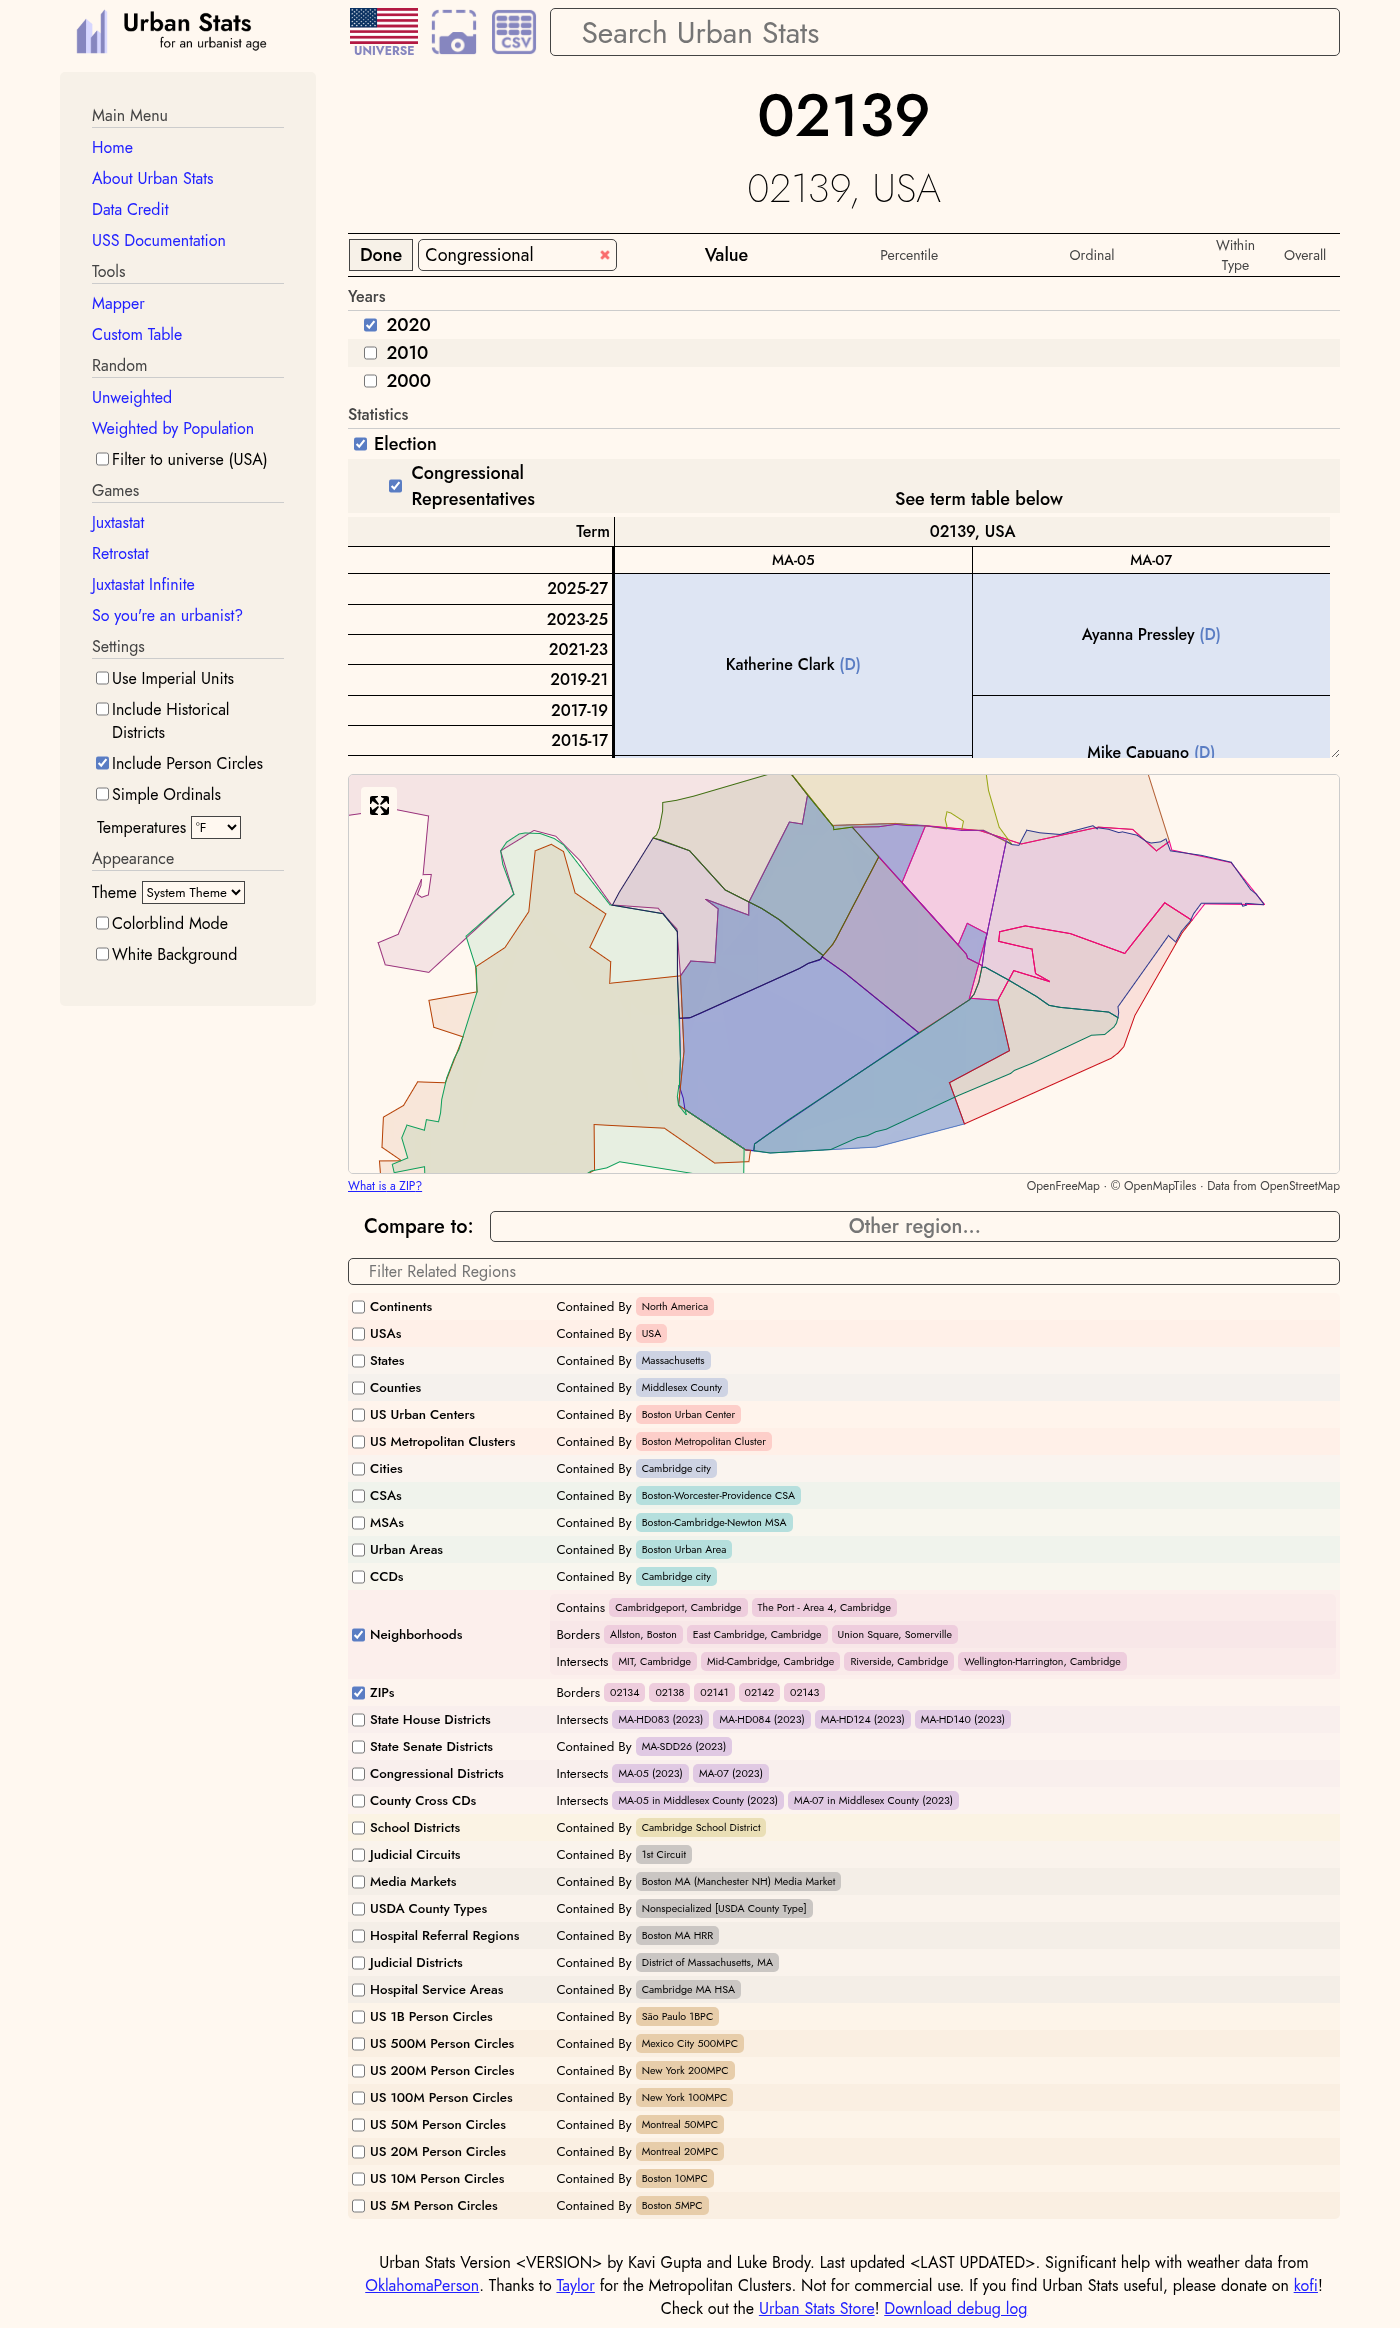 Urban Stats
for an urbanist age
UNIVERSE
CSV
Search Urban Stats
Main Menu
Home
About Urban Stats
Data Credit
USS Documentation
Tools
Mapper
Custom Table
Random
Unweighted
Weighted by Population
Filter to universe (USA)
Games
Juxtastat
Retrostat
Juxtastat Infinite
So you're an urbanist?
Settings
Use Imperial Units
Include Historical
Districts
Include Person Circles
Simple Ordinals
Temperatures °F
Appearance
Theme System Theme
Colorblind Mode
White Background
02139
02139, USA
Done Congressional Value Percentile Ordinal Within Type Overall
Years
2020
2010
2000
Statistics
Election
Congressional
Representatives See term table below
Term 02139, USA
MA-05 MA-07
2025-27
2023-25
2021-23
2019-21
2017-19
2015-17
Katherine Clark (D)
Ayanna Pressley (D)
Mike Capuano (D)
What is a ZIP? OpenFreeMap · © OpenMapTiles · Data from OpenStreetMap
Compare to: Other region...
Filter Related Regions
Continents Contained By North America
USAs Contained By USA
States Contained By Massachusetts
Counties Contained By Middlesex County
US Urban Centers Contained By Boston Urban Center
US Metropolitan Clusters Contained By Boston Metropolitan Cluster
Cities Contained By Cambridge city
CSAs Contained By Boston-Worcester-Providence CSA
MSAs Contained By Boston-Cambridge-Newton MSA
Urban Areas Contained By Boston Urban Area
CCDs Contained By Cambridge city
Neighborhoods
Contains Cambridgeport, Cambridge The Port - Area 4, Cambridge
Borders Allston, Boston East Cambridge, Cambridge Union Square, Somerville
Intersects MIT, Cambridge Mid-Cambridge, Cambridge Riverside, Cambridge Wellington-Harrington, Cambridge
ZIPs Borders 02134 02138 02141 02142 02143
State House Districts Intersects MA-HD083 (2023) MA-HD084 (2023) MA-HD124 (2023) MA-HD140 (2023)
State Senate Districts Contained By MA-SDD26 (2023)
Congressional Districts Intersects MA-05 (2023) MA-07 (2023)
County Cross CDs Intersects MA-05 in Middlesex County (2023) MA-07 in Middlesex County (2023)
School Districts Contained By Cambridge School District
Judicial Circuits Contained By 1st Circuit
Media Markets Contained By Boston MA (Manchester NH) Media Market
USDA County Types Contained By Nonspecialized [USDA County Type]
Hospital Referral Regions Contained By Boston MA HRR
Judicial Districts Contained By District of Massachusetts, MA
Hospital Service Areas Contained By Cambridge MA HSA
US 1B Person Circles Contained By São Paulo 1BPC
US 500M Person Circles Contained By Mexico City 500MPC
US 200M Person Circles Contained By New York 200MPC
US 100M Person Circles Contained By New York 100MPC
US 50M Person Circles Contained By Montreal 50MPC
US 20M Person Circles Contained By Montreal 20MPC
US 10M Person Circles Contained By Boston 10MPC
US 5M Person Circles Contained By Boston 5MPC
Urban Stats Version <VERSION> by Kavi Gupta and Luke Brody. Last updated <LAST UPDATED>. Significant help with weather data from
OklahomaPerson. Thanks to Taylor for the Metropolitan Clusters. Not for commercial use. If you find Urban Stats useful, please donate on kofi!
Check out the Urban Stats Store! Download debug log